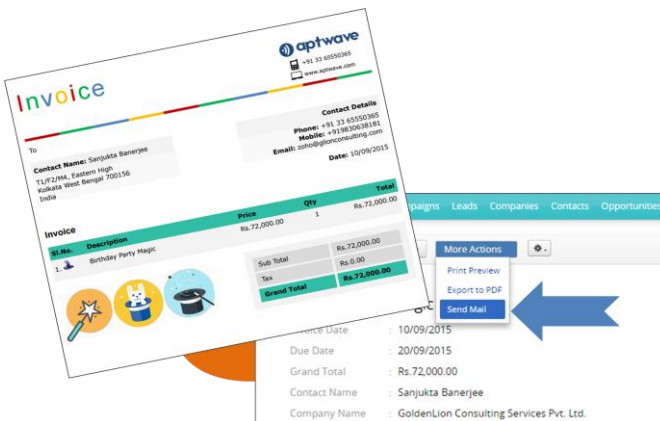 Invoice
aptwave
+91 33 65550365
www.aptwave.com
To
Contact Name: Sanjukta Banerjee
T1/F2/M4, Eastern High
Kolkata West Bengal 700156
India
Contact Details
Phone: +91 33 65550365
Mobile: +919830638181
Email: zoho@glionconsulting.com
Date: 10/09/2015
Invoice
Sl.No. Description Price Qty Total
1. Birthday Party Magic Rs.72,000.00 1 Rs.72,000.00
Sub Total Rs.72,000.00
Tax Rs.0.00
Grand Total Rs.72,000.00
Leads Companies Contacts Opportunities
More Actions
Print Preview
Export to PDF
Send Mail
Invoice Date : 10/09/2015
Due Date : 20/09/2015
Grand Total : Rs.72,000.00
Contact Name : Sanjukta Banerjee
Company Name : GoldenLion Consulting Services Pvt. Ltd.